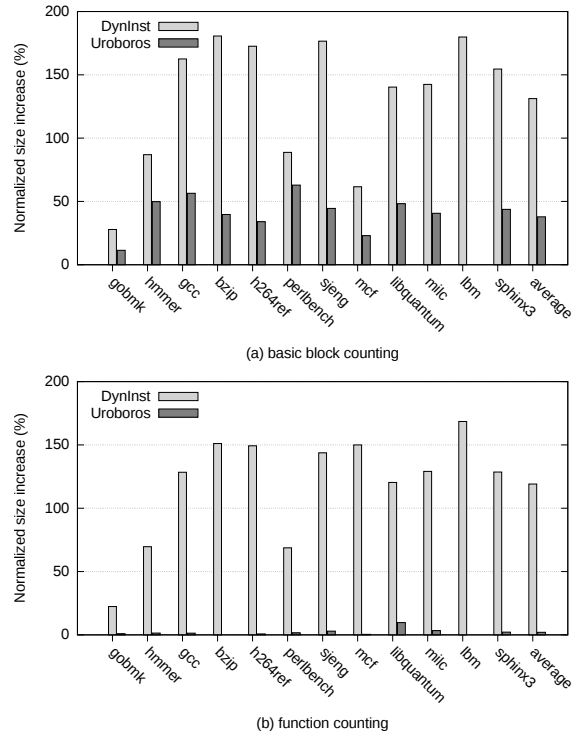 Normalized size increase (%)
200
150
100
50
0
DynInst
Uroboros
gobmk
hmmer
gcc
bzip
h264ref
perlbench
sjeng
mcf
libquantum
milc
lbm
sphinx3
average
(a) basic block counting
Normalized size increase (%)
200
150
100
50
0
DynInst
Uroboros
gobmk
hmmer
gcc
bzip
h264ref
perlbench
sjeng
mcf
libquantum
milc
lbm
sphinx3
average
(b) function counting